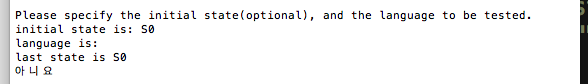 Please specify the initial state(optional), and the language to be tested.
initial state is: S0
language is:
last state is S0
아니요